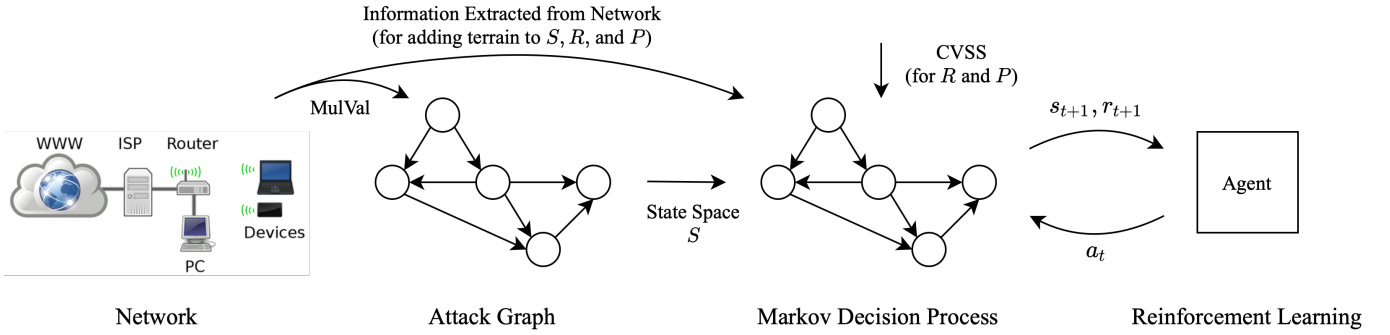 Information Extracted from Network
(for adding terrain to S, R, and P)
MulVal
CVSS
(for R and P)
WWW
ISP
Router
Devices
PC
State Space
S
s_{t+1}, r_{t+1}
Agent
a_t
Network
Attack Graph
Markov Decision Process
Reinforcement Learning